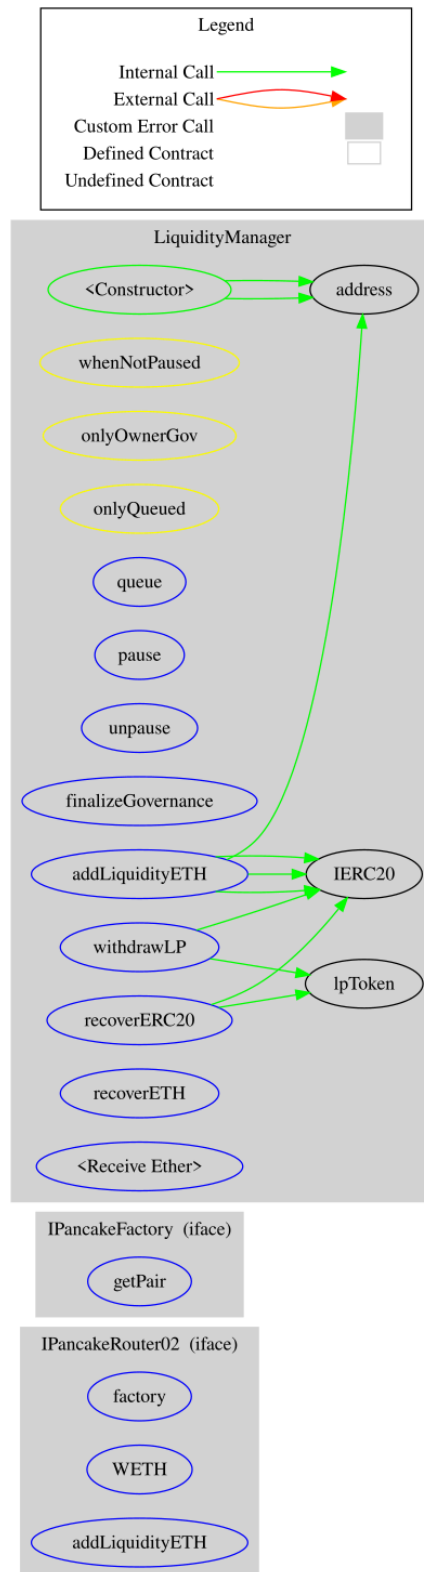 Legend
Internal Call
External Call
Custom Error Call
Defined Contract
Undefined Contract
LiquidityManager
<Constructor>
address
whenNotPaused
onlyOwnerGov
onlyQueued
queue
pause
unpause
finalizeGovernance
addLiquidityETH
IERC20
withdrawLP
lpToken
recoverERC20
recoverETH
<Receive Ether>
IPancakeFactory (iface)
getPair
IPancakeRouter02 (iface)
factory
WETH
addLiquidityETH